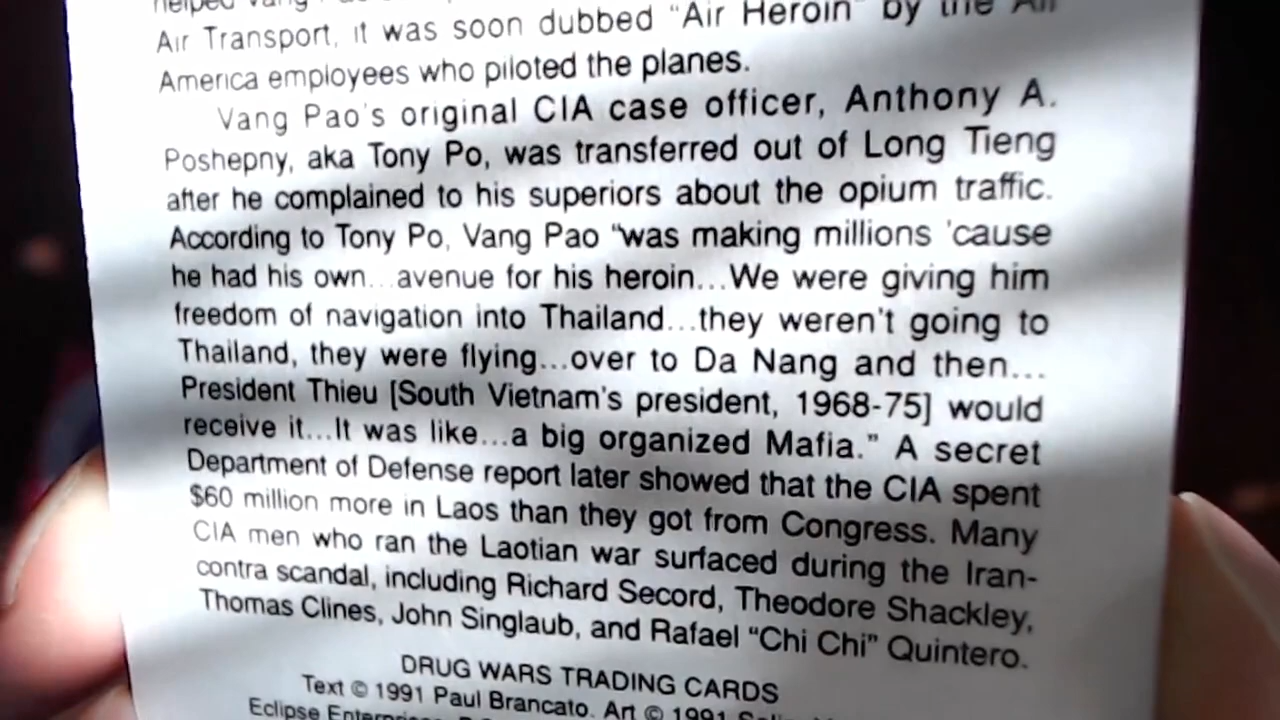 helped Vang
Air Transport, it was soon dubbed “Air Heroin” by the Air
America employees who piloted the planes.
Vang Pao's original CIA case officer, Anthony A.
Poshepny, aka Tony Po, was transferred out of Long Tieng
after he complained to his superiors about the opium traffic.
According to Tony Po, Vang Pao “was making millions 'cause
he had his own...avenue for his heroin...We were giving him
freedom of navigation into Thailand...they weren't going to
Thailand, they were flying...over to Da Nang and then...
President Thieu [South Vietnam's president, 1968-75] would
receive it...It was like...a big organized Mafia.” A secret
Department of Defense report later showed that the CIA spent
$60 million more in Laos than they got from Congress. Many
CIA men who ran the Laotian war surfaced during the Iran-
contra scandal, including Richard Secord, Theodore Shackley,
Thomas Clines, John Singlaub, and Rafael “Chi Chi” Quintero.
DRUG WARS TRADING CARDS
Text © 1991 Paul Brancato. Art © 1991
Eclipse